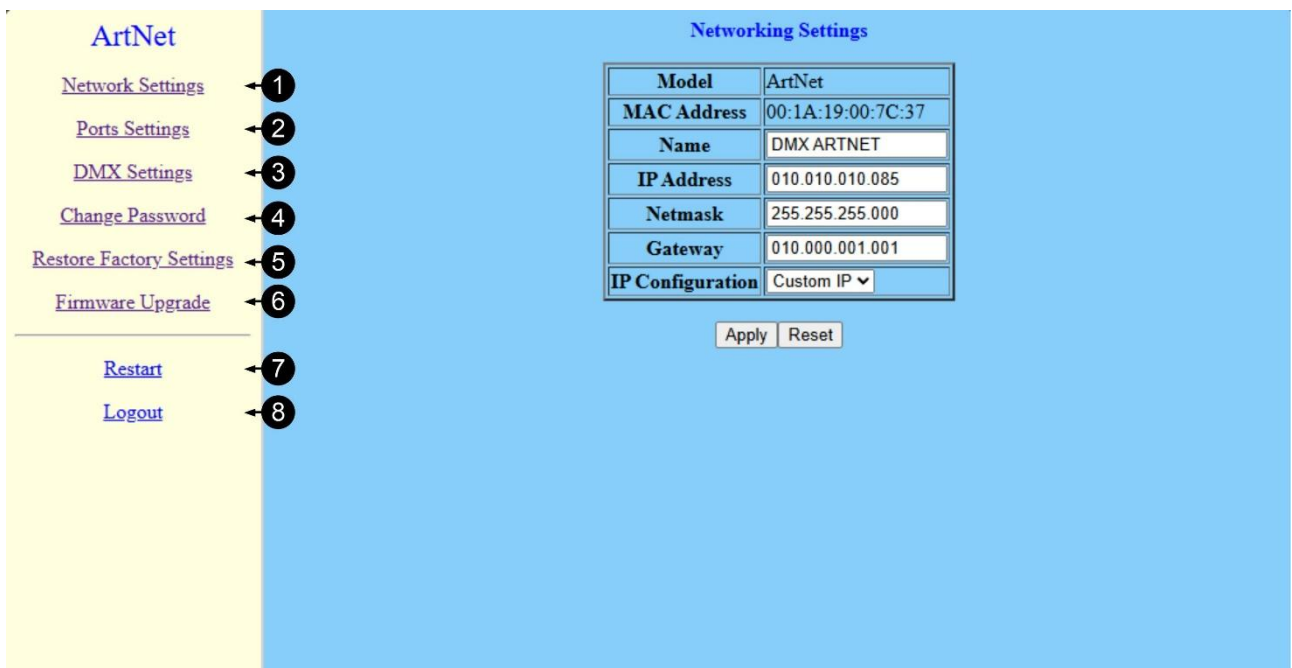 ArtNet
Network Settings 1
Ports Settings 2
DMX Settings 3
Change Password 4
Restore Factory Settings 5
Firmware Upgrade 6
Restart 7
Logout 8
Networking Settings
Model ArtNet
MAC Address 00:1A:19:00:7C:37
Name DMX ARTNET
IP Address 010.010.010.085
Netmask 255.255.255.000
Gateway 010.000.001.001
IP Configuration Custom IP
Apply Reset